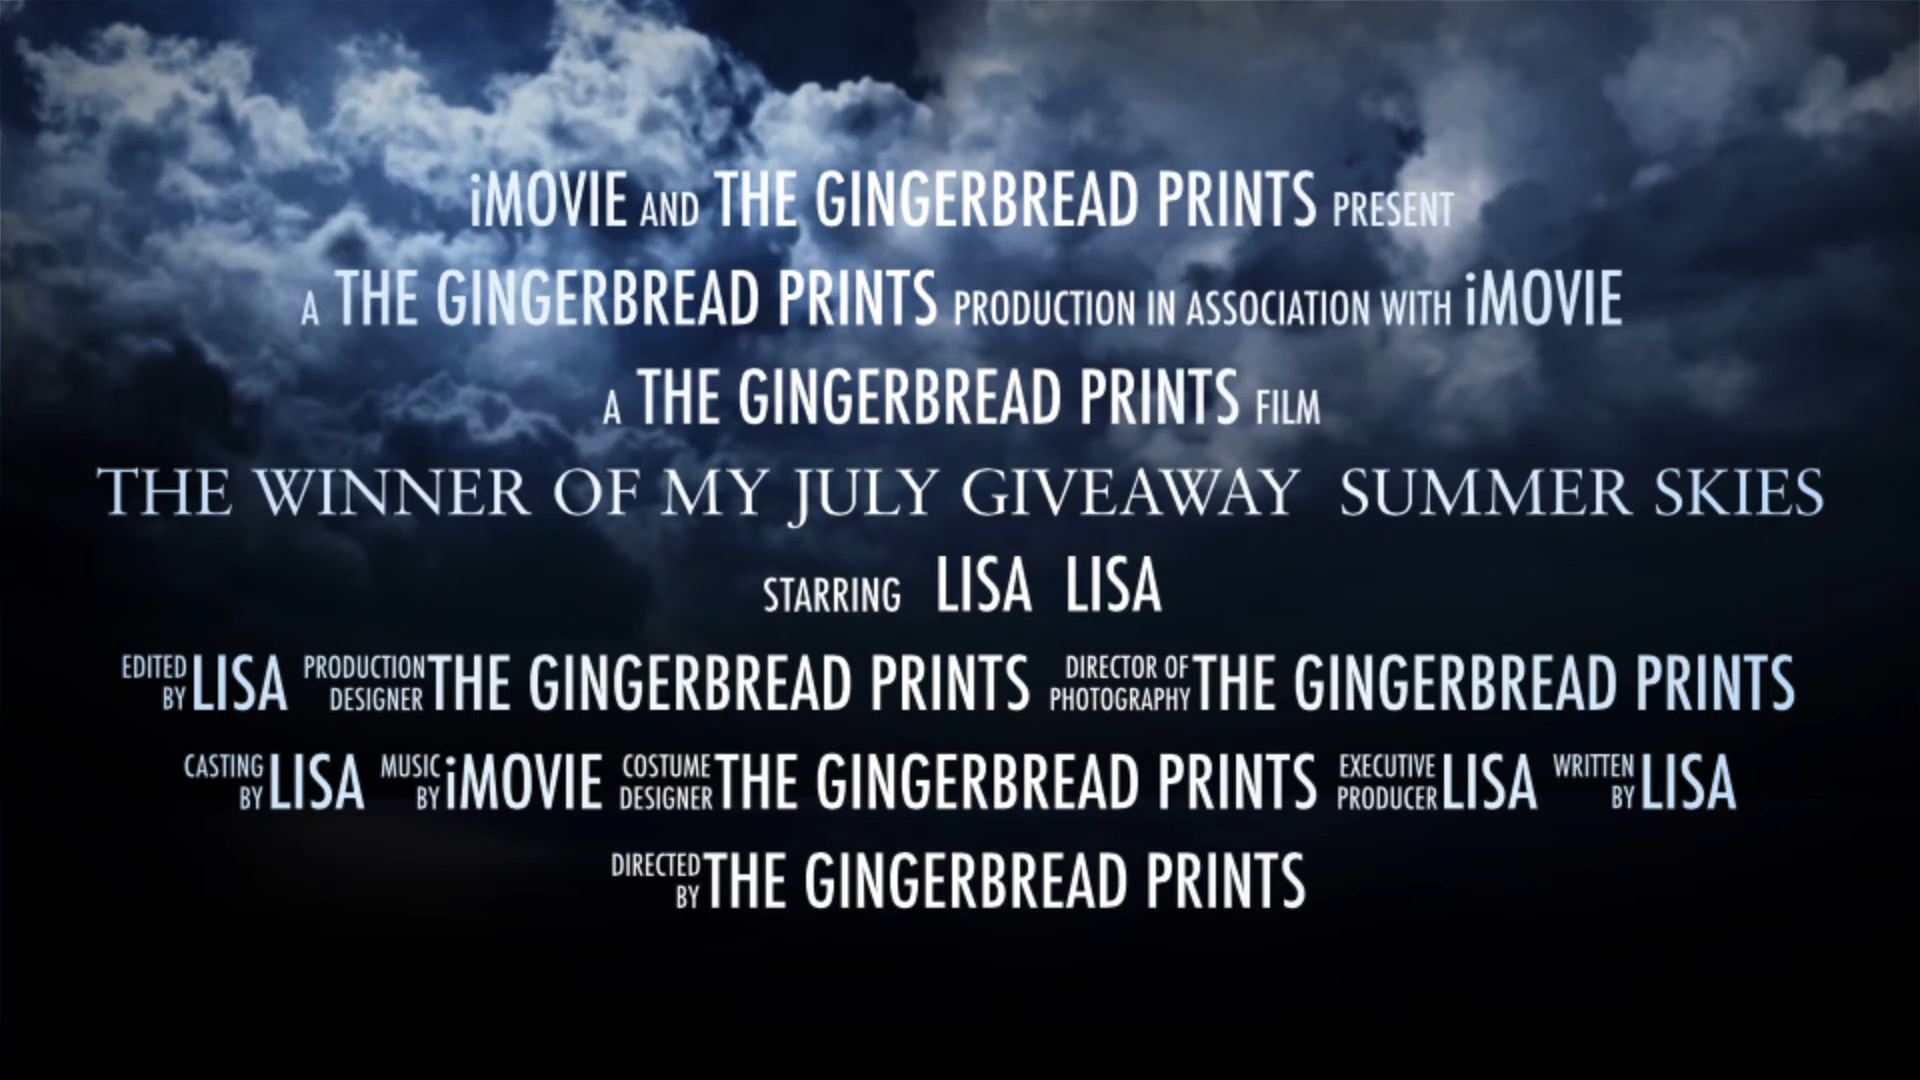 iMOVIE AND THE GINGERBREAD PRINTS PRESENT
A THE GINGERBREAD PRINTS PRODUCTION IN ASSOCIATION WITH iMOVIE
A THE GINGERBREAD PRINTS FILM
THE WINNER OF MY JULY GIVEAWAY SUMMER SKIES
STARRING LISA LISA
EDITED BY LISA PRODUCTION DESIGNER THE GINGERBREAD PRINTS DIRECTOR OF PHOTOGRAPHY THE GINGERBREAD PRINTS
CASTING BY LISA MUSIC BY iMOVIE COSTUME DESIGNER THE GINGERBREAD PRINTS EXECUTIVE PRODUCER LISA WRITTEN BY LISA
DIRECTED BY THE GINGERBREAD PRINTS